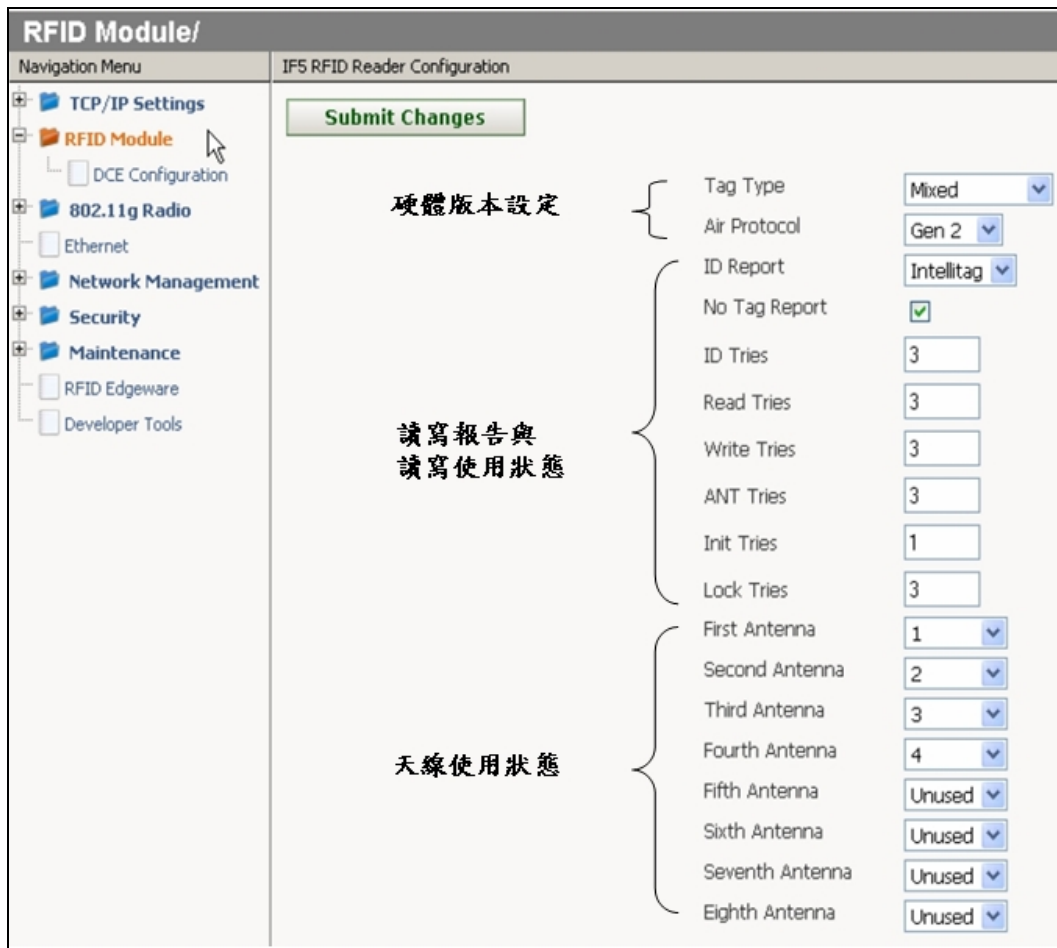 RFID Module/
Navigation Menu
IF5 RFID Reader Configuration
TCP/IP Settings
RFID Module
DCE Configuration
802.11g Radio
Ethernet
Network Management
Security
Maintenance
RFID Edgeware
Developer Tools
Submit Changes
硬體版本設定
Tag Type Mixed
Air Protocol Gen 2
讀寫報告與
讀寫使用狀態
ID Report Intellitag
No Tag Report
ID Tries 3
Read Tries 3
Write Tries 3
ANT Tries 3
Init Tries 1
Lock Tries 3
天線使用狀態
First Antenna 1
Second Antenna 2
Third Antenna 3
Fourth Antenna 4
Fifth Antenna Unused
Sixth Antenna Unused
Seventh Antenna Unused
Eighth Antenna Unused